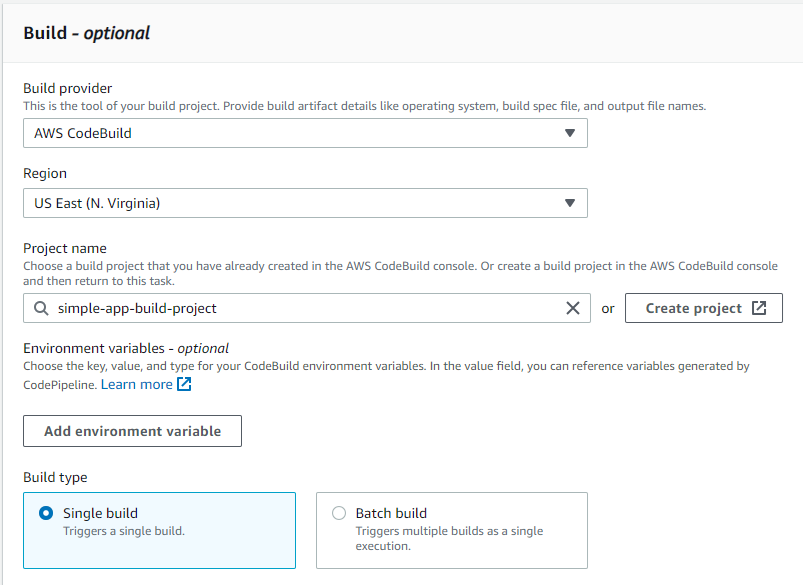 Build - optional
Build provider
This is the tool of your build project. Provide build artifact details like operating system, build spec file, and output file names.
AWS CodeBuild
Region
US East (N. Virginia)
Project name
Choose a build project that you have already created in the AWS CodeBuild console. Or create a build project in the AWS CodeBuild console
and then return to this task.
simple-app-build-project
or
Create project
Environment variables - optional
Choose the key, value, and type for your CodeBuild environment variables. In the value field, you can reference variables generated by
CodePipeline. Learn more
Add environment variable
Build type
Single build
Triggers a single build.
Batch build
Triggers multiple builds as a single
execution.